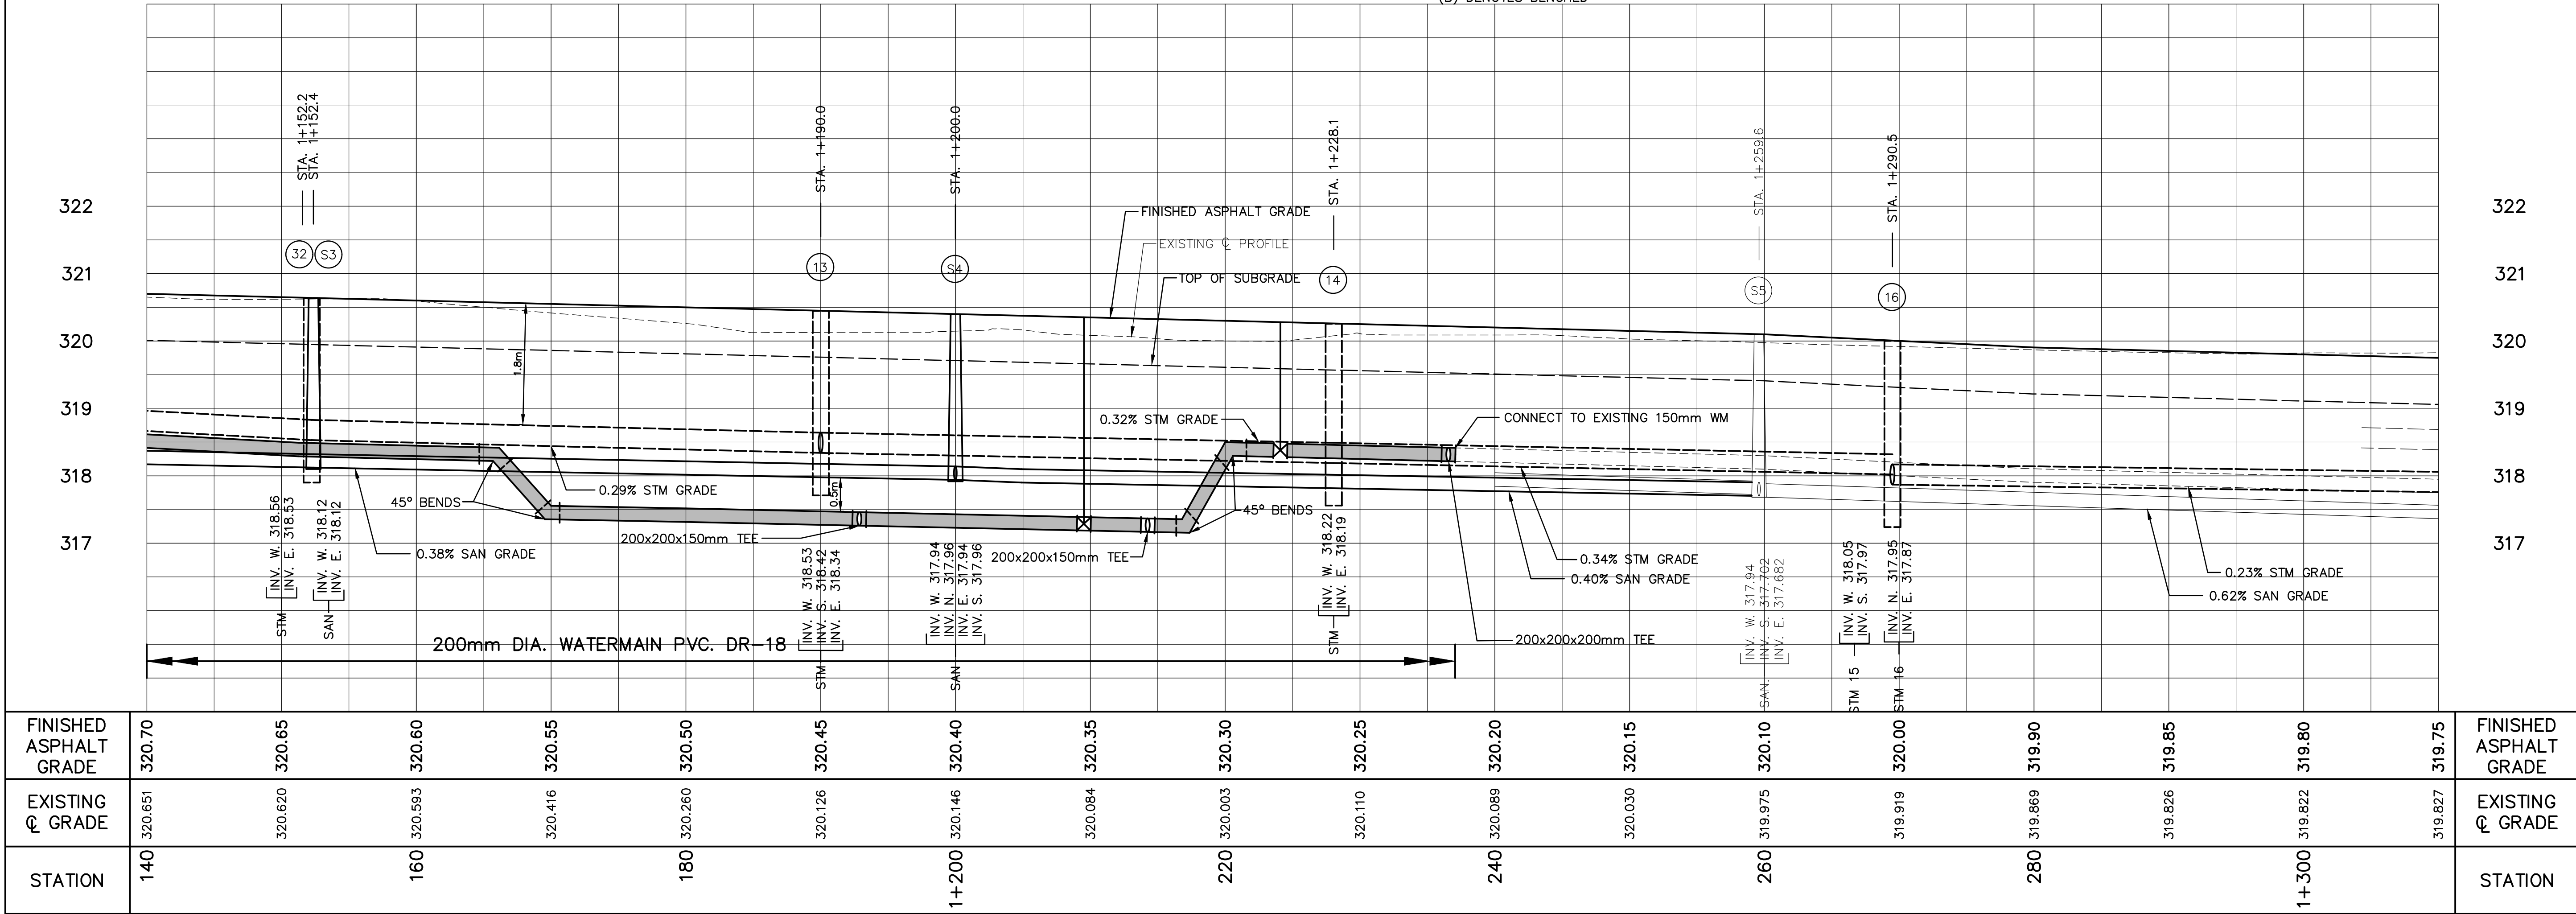 (B) DENOTES BENCHED
STA. 1+152.2
STA. 1+152.4
STA. 1+190.0
STA. 1+200.0
STA. 1+228.1
STA. 1+259.6
STA. 1+290.5
322
322
FINISHED ASPHALT GRADE
EXISTING ℄ PROFILE
TOP OF SUBGRADE
32
S3
13
S4
14
S5
16
321
321
320
320
1.8m
319
319
0.32% STM GRADE
CONNECT TO EXISTING 150mm WM
318
318
45° BENDS
0.29% STM GRADE
0.5m
45° BENDS
200x200x150mm TEE
200x200x150mm TEE
317
317
0.38% SAN GRADE
0.34% STM GRADE
0.40% SAN GRADE
0.23% STM GRADE
0.62% SAN GRADE
200x200x200mm TEE
INV. W. 318.56
INV. E. 318.53
STM
INV. W. 318.12
INV. E. 318.12
SAN
INV. W. 318.53
INV. S. 318.42
INV. E. 318.34
STM
INV. W. 317.94
INV. N. 317.96
INV. E. 317.94
INV. S. 317.96
SAN
INV. W. 318.22
INV. E. 318.19
STM
INV. W. 317.94
INV. S. 317.702
INV. E. 317.682
SAN.
INV. W. 318.05
INV. S. 317.97
STM 15
INV. N. 317.95
INV. E. 317.87
STM 16
200mm DIA. WATERMAIN PVC. DR-18
FINISHED ASPHALT GRADE 320.70 320.65 320.60 320.55 320.50 320.45 320.40 320.35 320.30 320.25 320.20 320.15 320.10 320.00 319.90 319.85 319.80 319.75 FINISHED ASPHALT GRADE
EXISTING ℄ GRADE 320.651 320.620 320.593 320.416 320.260 320.126 320.146 320.084 320.003 320.110 320.089 320.030 319.975 319.919 319.869 319.826 319.822 319.827 EXISTING ℄ GRADE
STATION 140 160 180 1+200 220 240 260 280 1+300 STATION